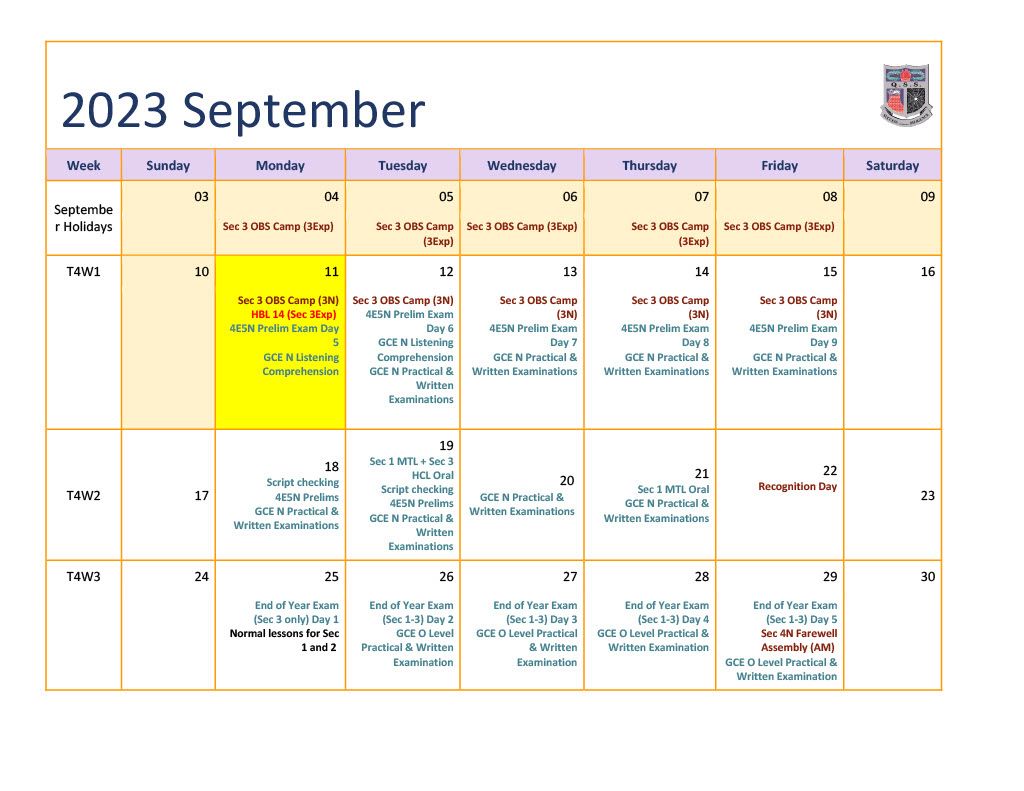 2023 September
Q.S.S.
Week Sunday Monday Tuesday Wednesday Thursday Friday Saturday
Septembe
r Holidays
03
04
Sec 3 OBS Camp (3Exp)
05
Sec 3 OBS Camp
(3Exp)
06
Sec 3 OBS Camp (3Exp)
07
Sec 3 OBS Camp
(3Exp)
08
Sec 3 OBS Camp (3Exp)
09
T4W1
10
11
Sec 3 OBS Camp (3N)
HBL 14 (Sec 3Exp)
4E5N Prelim Exam Day
5
GCE N Listening
Comprehension
12
Sec 3 OBS Camp (3N)
4E5N Prelim Exam
Day 6
GCE N Listening
Comprehension
GCE N Practical &
Written
Examinations
13
Sec 3 OBS Camp
(3N)
4E5N Prelim Exam
Day 7
GCE N Practical &
Written Examinations
14
Sec 3 OBS Camp
(3N)
4E5N Prelim Exam
Day 8
GCE N Practical &
Written Examinations
15
Sec 3 OBS Camp
(3N)
4E5N Prelim Exam
Day 9
GCE N Practical &
Written Examinations
16
T4W2
17
18
Script checking
4E5N Prelims
GCE N Practical &
Written Examinations
19
Sec 1 MTL + Sec 3
HCL Oral
Script checking
4E5N Prelims
GCE N Practical &
Written
Examinations
20
GCE N Practical &
Written Examinations
21
Sec 1 MTL Oral
GCE N Practical &
Written Examinations
22
Recognition Day
23
T4W3
24
25
End of Year Exam
(Sec 3 only) Day 1
Normal lessons for Sec
1 and 2
26
End of Year Exam
(Sec 1-3) Day 2
GCE O Level
Practical & Written
Examination
27
End of Year Exam
(Sec 1-3) Day 3
GCE O Level Practical
& Written
Examination
28
End of Year Exam
(Sec 1-3) Day 4
GCE O Level Practical &
Written Examination
29
End of Year Exam
(Sec 1-3) Day 5
Sec 4N Farewell
Assembly (AM)
GCE O Level Practical &
Written Examination
30